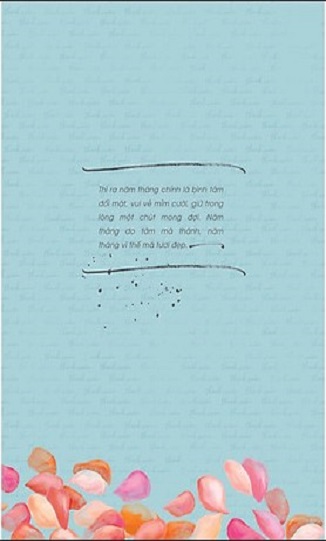 Thì ra năm tháng chính là bình tâm
đối mặt, vui vẻ mỉm cười, giữ trong
lòng một chút mong đợi. Năm
tháng do tâm mà thành, năm
tháng vì thế mà tươi đẹp.